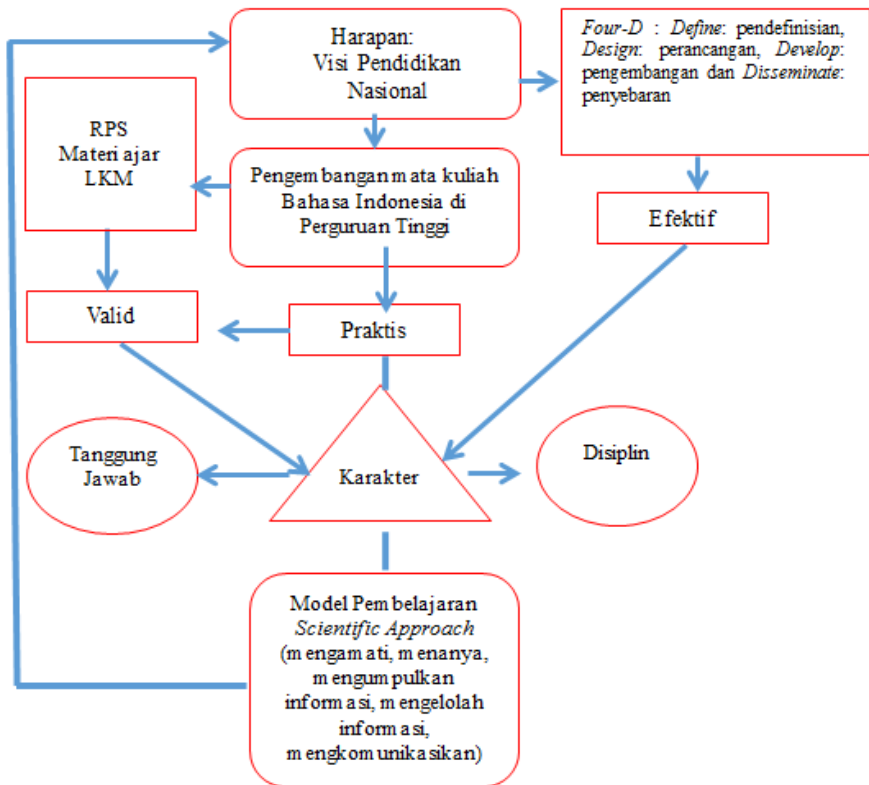 Harapan:
Visi Pendidikan
Nasional
Four-D : Define: pendefinisian,
Design: perancangan, Develop:
pengembangan dan Disseminate:
penyebaran
RPS
Materi ajar
LKM
Pengembangan mata kuliah
Bahasa Indonesia di
Perguruan Tinggi
Efektif
Valid
Praktis
Tanggung
Jawab
Karakter
Disiplin
Model Pembelajaran
Scientific Approach
(mengamati, menanya,
mengumpulkan
informasi, mengelolah
informasi,
mengkomunikasikan)